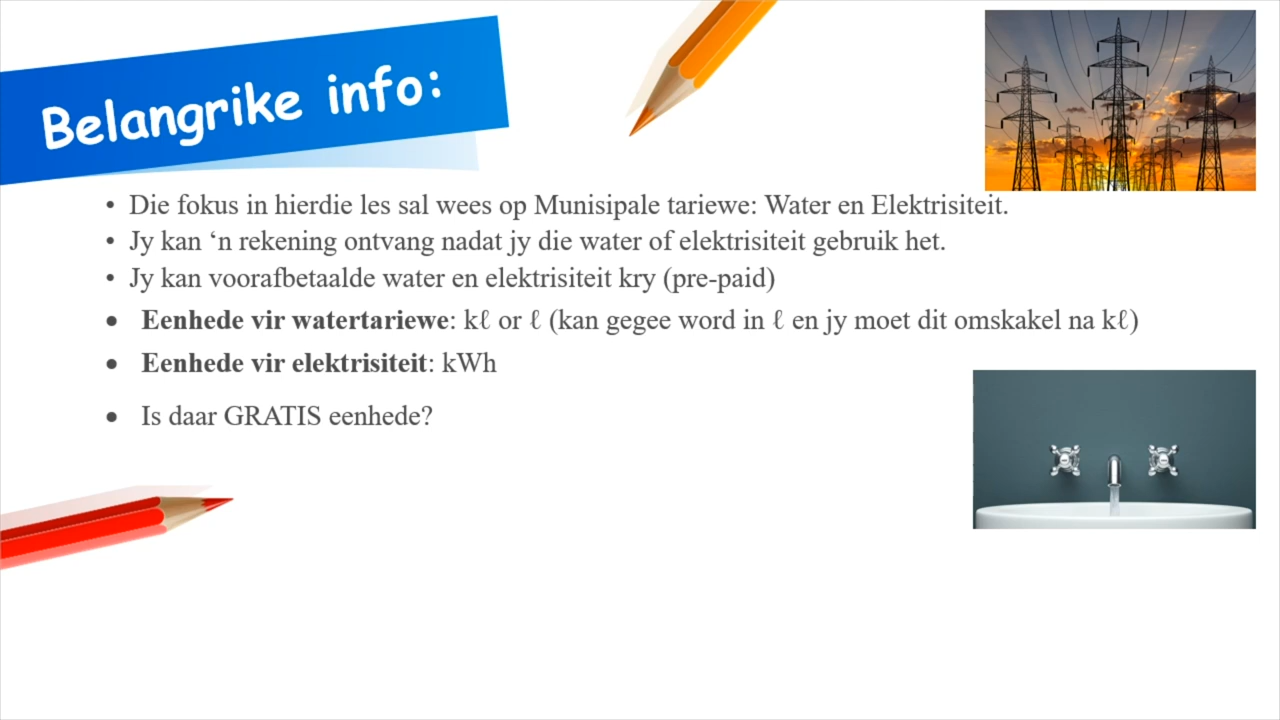 Belangrike info:
• Die fokus in hierdie les sal wees op Munisipale tariewe: Water en Elektrisiteit.
• Jy kan ‘n rekening ontvang nadat jy die water of elektrisiteit gebruik het.
• Jy kan voorafbetaalde water en elektrisiteit kry (pre-paid)
• Eenhede vir watertariewe: kℓ or ℓ (kan gegee word in ℓ en jy moet dit omskakel na kℓ)
• Eenhede vir elektrisiteit: kWh
• Is daar GRATIS eenhede?